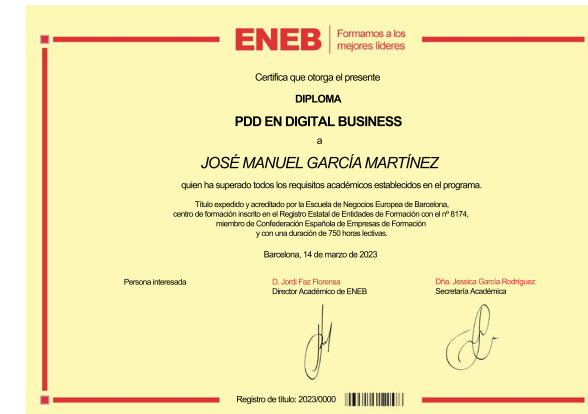 ENEB Formamos a los
mejores líderes
Certifica que otorga el presente
DIPLOMA
PDD EN DIGITAL BUSINESS
a
JOSÉ MANUEL GARCÍA MARTÍNEZ
quien ha superado todos los requisitos académicos establecidos en el programa.
Título expedido y acreditado por la Escuela de Negocios Europea de Barcelona,
centro de formación inscrito en el Registro Estatal de Entidades de Formación con el nº 8174,
miembro de Confederación Española de Empresas de Formación
y con una duración de 750 horas lectivas.
Barcelona, 14 de marzo de 2023
Persona interesada
D. Jordi Faz Florensa
Director Académico de ENEB
Dña. Jessica García Rodríguez
Secretaría Académica
Registro de título: 2023/0000